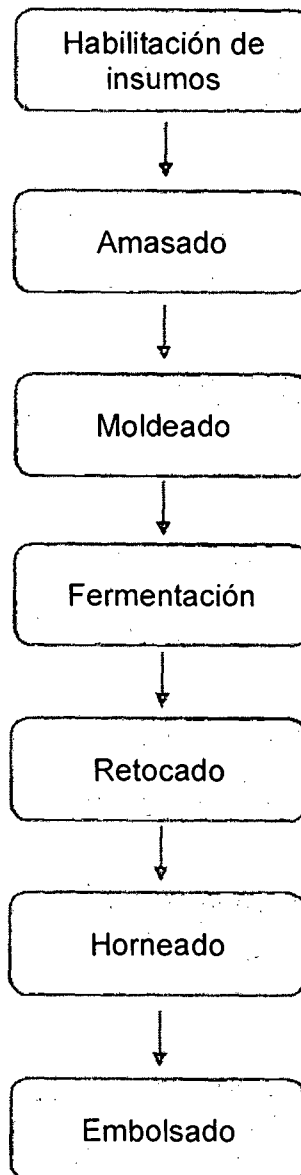 Habilitación de
insumos
Amasado
Moldeado
Fermentación
Retocado
Horneado
Embolsado